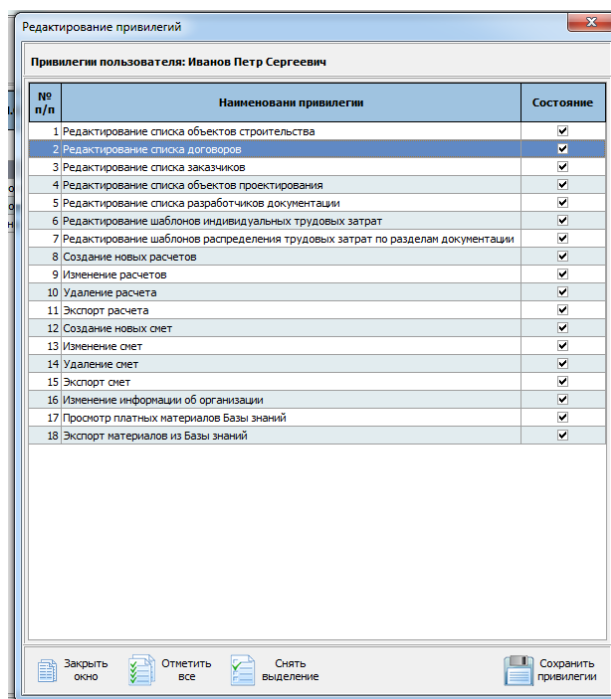 Редактирование привилегий
Привилегии пользователя: Иванов Петр Сергеевич
№ п/п Наименовани привилегии Состояние
1 Редактирование списка объектов строительства
2 Редактирование списка договоров
3 Редактирование списка заказчиков
4 Редактирование списка объектов проектирования
5 Редактирование списка разработчиков документации
6 Редактирование шаблонов индивидуальных трудовых затрат
7 Редактирование шаблонов распределения трудовых затрат по разделам документации
8 Создание новых расчетов
9 Изменение расчетов
10 Удаление расчета
11 Экспорт расчета
12 Создание новых смет
13 Изменение смет
14 Удаление смет
15 Экспорт смет
16 Изменение информации об организации
17 Просмотр платных материалов Базы знаний
18 Экспорт материалов из Базы знаний
Закрыть окно
Отметить все
Снять выделение
Сохранить привилегии